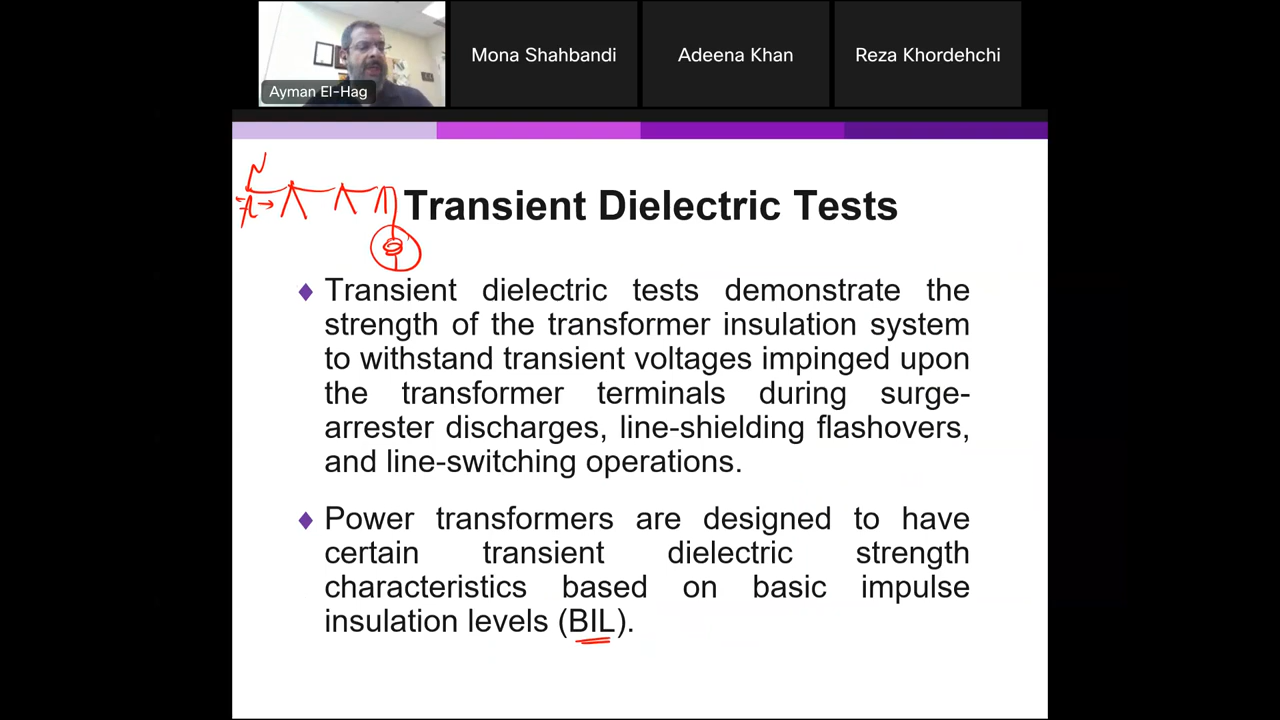 Mona Shahbandi
Adeena Khan
Reza Khordehchi
Ayman El-Hag
Transient Dielectric Tests
Transient dielectric tests demonstrate the
strength of the transformer insulation system
to withstand transient voltages impinged upon
the transformer terminals during surge-
arrester discharges, line-shielding flashovers,
and line-switching operations.
Power transformers are designed to have
certain transient dielectric strength
characteristics based on basic impulse
insulation levels (BIL).